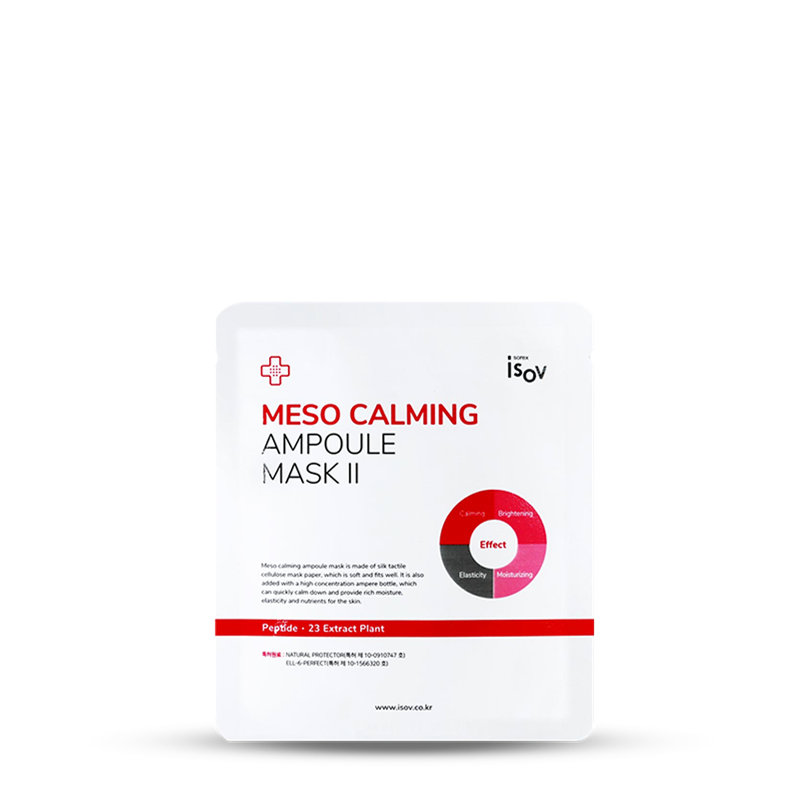 ISOPIX
isov
MESO CALMING
AMPOULE
MASK II
Calming
Brightening
Effect
Elasticity
Moisturizing
Meso calming ampoule mask is made of silk tactile
cellulose mask paper, which is soft and fits well. It is also
added with a high concentration ampere bottle, which
can quickly calm down and provide rich moisture,
elasticity and nutrients for the skin.
Peptide · 23 Extract Plant
특허원료 : NATURAL PROTECTOR(특허 제 10-0910747 호)
ELL-6-PERFECT(특허 제 10-1566320 호)
www.isov.co.kr